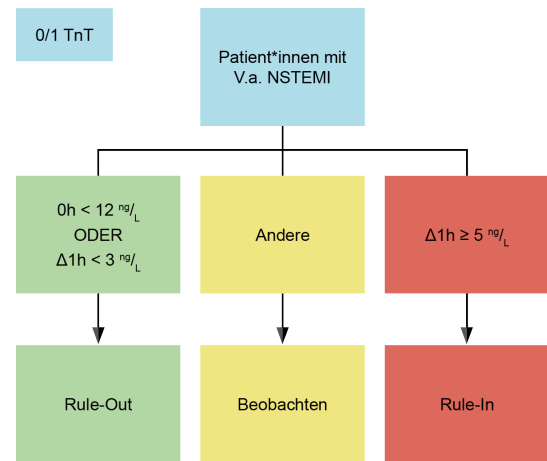 0/1 TnT
Patient*innen mit
V.a. NSTEMI
0h < 12 ng/L
ODER
Δ1h < 3 ng/L
Andere
Δ1h ≥ 5 ng/L
Rule-Out
Beobachten
Rule-In